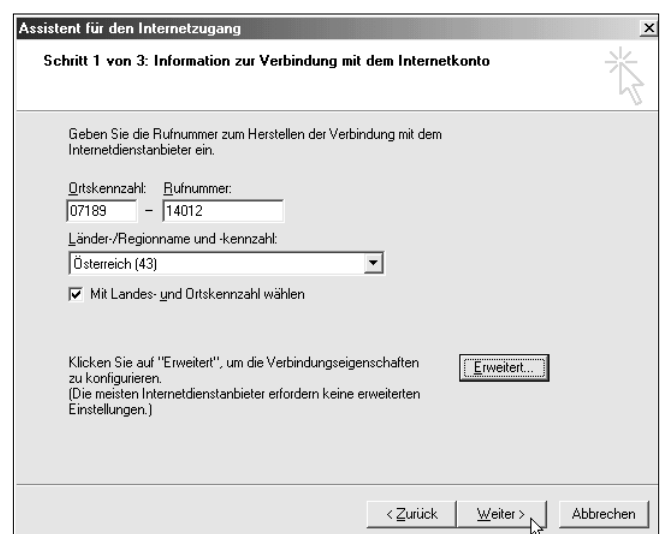 Assistent für den Internetzugang
Schritt 1 von 3: Information zur Verbindung mit dem Internetkonto
Geben Sie die Rufnummer zum Herstellen der Verbindung mit dem
Internetdienstanbieter ein.
Ortskennzahl: Rufnummer:
07189 – 14012
Länder-/Regionname und -kennzahl:
Österreich (43)
Mit Landes- und Ortskennzahl wählen
Klicken Sie auf "Erweitert", um die Verbindungseigenschaften
zu konfigurieren.
(Die meisten Internetdienstanbieter erfordern keine erweiterten
Einstellungen.)
Erweitert...
< Zurück Weiter > Abbrechen